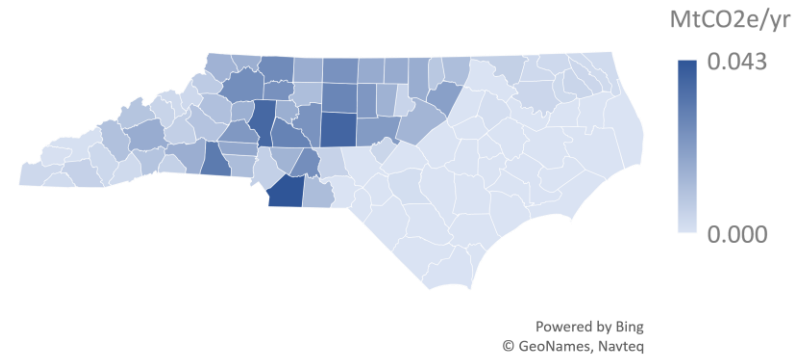 MtCO2e/yr
0.043
0.000
Powered by Bing
© GeoNames, Navteq